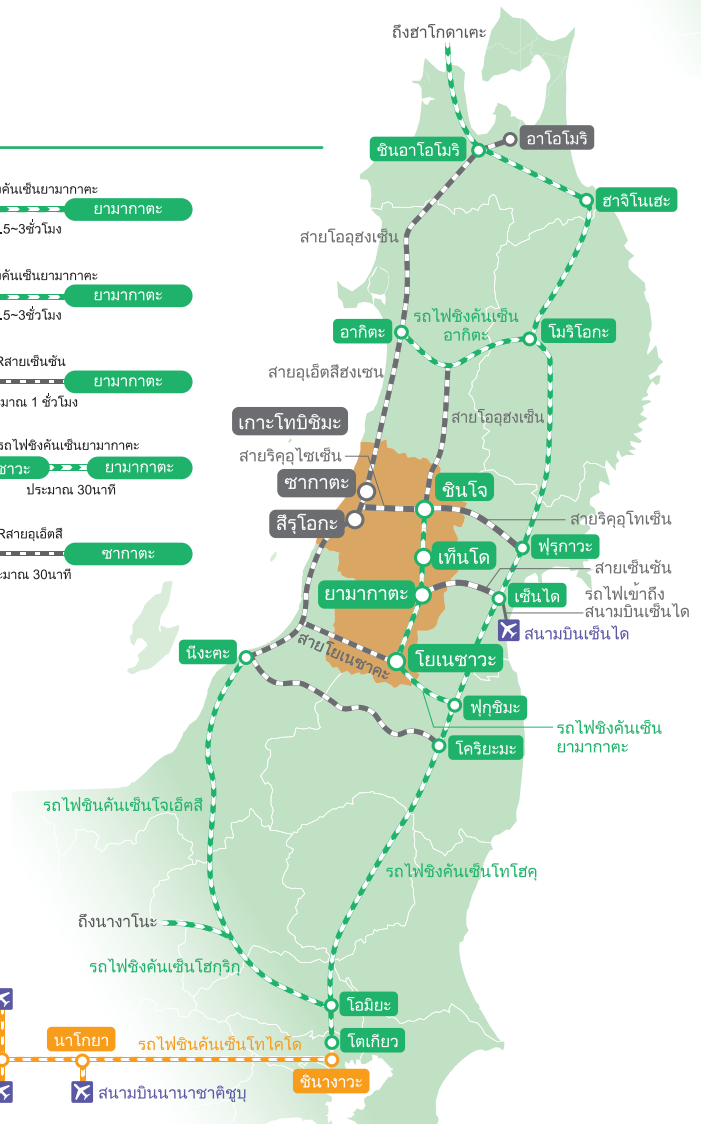 ถึงฮาโกดาเตะ
อาโอโมริ
ชินอาโอโมริ
ฮาจิโนเฮะ
งคันเซ็นยามากาตะ
ยามากาตะ
.5~3ชั่วโมง
สายโออุฮงเซ็น
งคันเซ็นยามากาตะ
ยามากาตะ
.5~3ชั่วโมง
รถไฟชิงคันเซ็น
อากิตะ
อากิตะ
โมริโอกะ
Rสายเซ็นซัน
ยามากาตะ
มาณ 1 ชั่วโมง
สายอุเอ็ตสึฮงเซน
สายโออุฮงเซ็น
เกาะโทบิชิมะ
รถไฟชิงคันเซ็นยามากาตะ
ซาวะ
ยามากาตะ
ประมาณ 30นาที
สายริคุอุไซเซ็น
ซากาตะ
ชินโจ
สึรุโอกะ
สายริคุอุโทเซ็น
Rสายอุเอ็ตสึ
ซากาตะ
ะมาณ 30นาที
เท็นโด
ฟุรุกาวะ
สายเซ็นซัน
ยามากาตะ
เซ็นได
รถไฟเข้าถึง
สนามบินเซ็นได
สนามบินเซ็นได
นีงะตะ
สายโยเนซาคะ
โยเนซาวะ
ฟุกุชิมะ
รถไฟชิงคันเซ็น
ยามากาตะ
โคริยะมะ
รถไฟชินคันเซ็นโจเอ็ตสึ
รถไฟชิงคันเซ็นโทโฮคุ
ถึงนางาโนะ
รถไฟชิงคันเซ็นโฮกุริกุ
โอมิยะ
นาโกยา
รถไฟชินคันเซ็นโทไคโด
โตเกียว
ชินางาวะ
สนามบินนานาชาติชูบุ